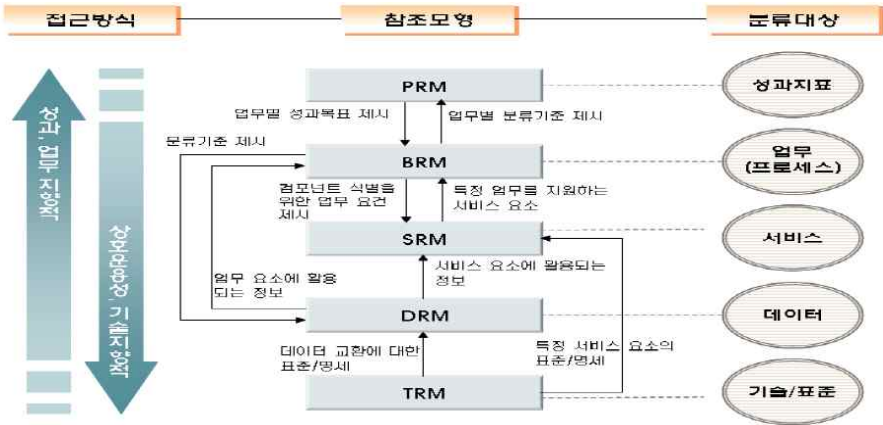 접근방식
참조모형
분류대상
성과, 업무 지향적
상호운용성, 기술지향적
PRM
성과지표
업무별 성과목표 제시
업무별 분류기준 제시
분류기준 제시
BRM
업무
(프로세스)
컴포넌트 식별을
위한 업무 요건
제시
특정 업무를 지원하는
서비스 요소
SRM
서비스
업무 요소에 활용
되는 정보
서비스 요소에 활용되는
정보
DRM
데이터
데이터 교환에 대한
표준/명세
특정 서비스 요소의
표준/명세
TRM
기술/표준